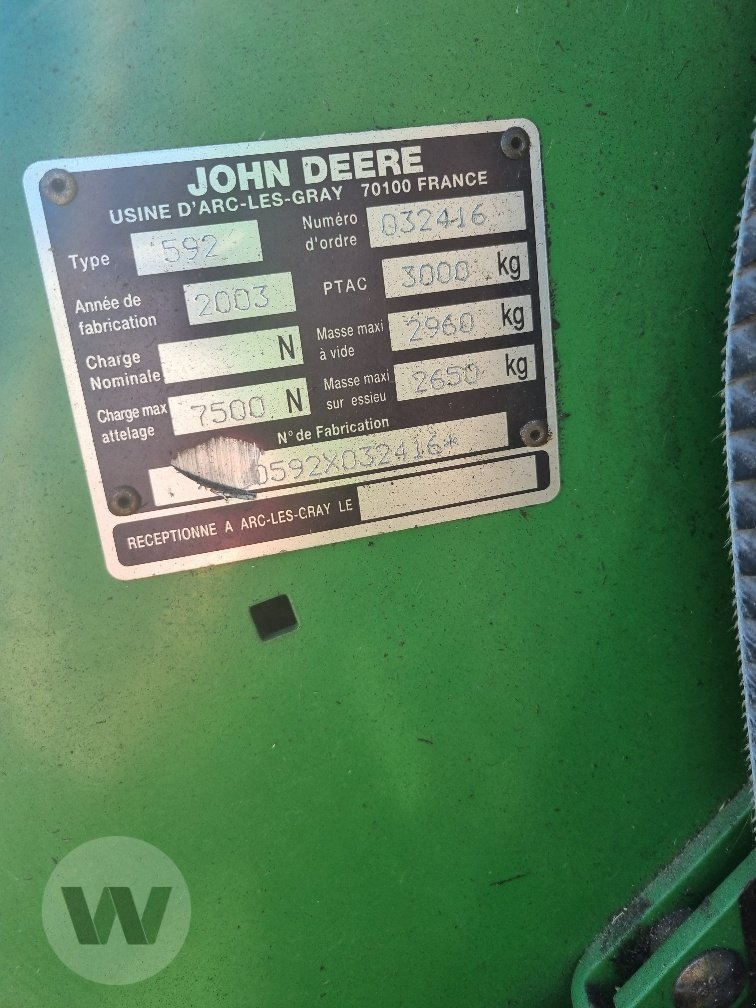 JOHN DEERE
USINE D'ARC-LES-GRAY 70100 FRANCE
Type 592
Numéro d'ordre 032416
Année de fabrication 2003
PTAC 3000 kg
Charge Nominale N
Masse maxi à vide 2960 kg
Charge max attelage 7500 N
Masse maxi sur essieu 2650 kg
N° de Fabrication
0592X032416*
RECEPTIONNE A ARC-LES-GRAY LE
W